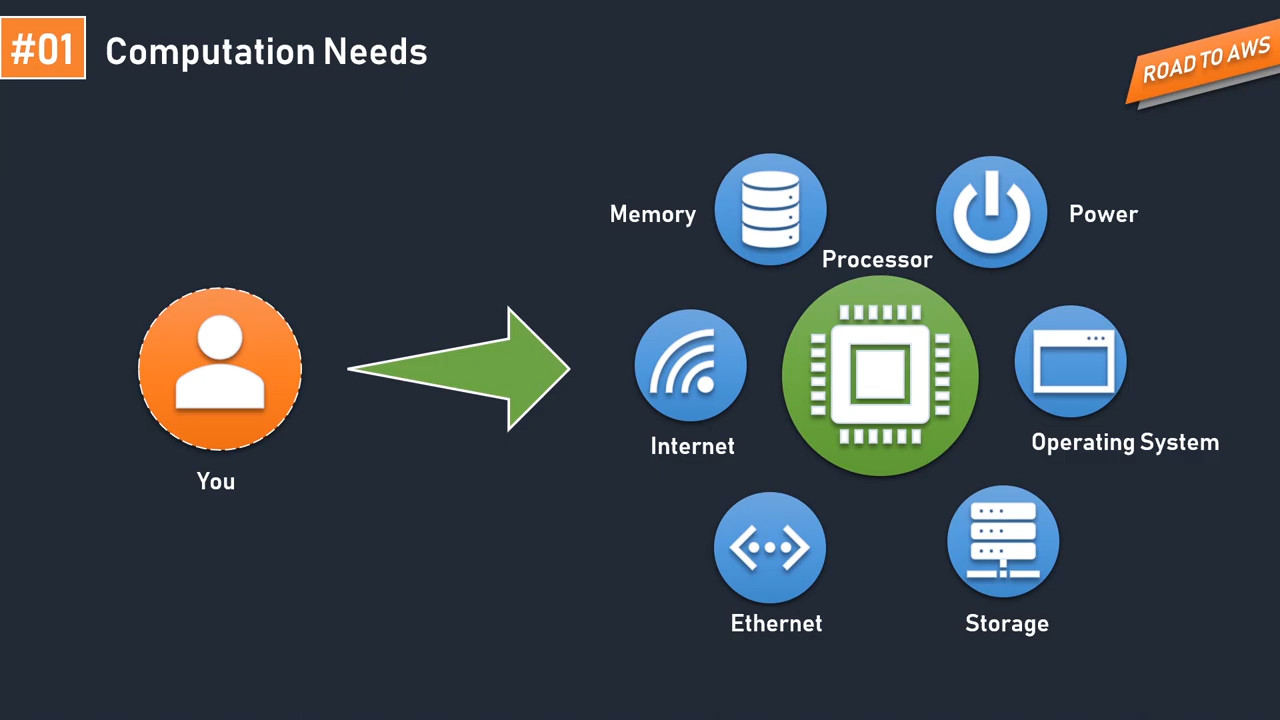 #01
Computation Needs
ROAD TO AWS
Memory
Power
Processor
Internet
Operating System
You
Ethernet
Storage